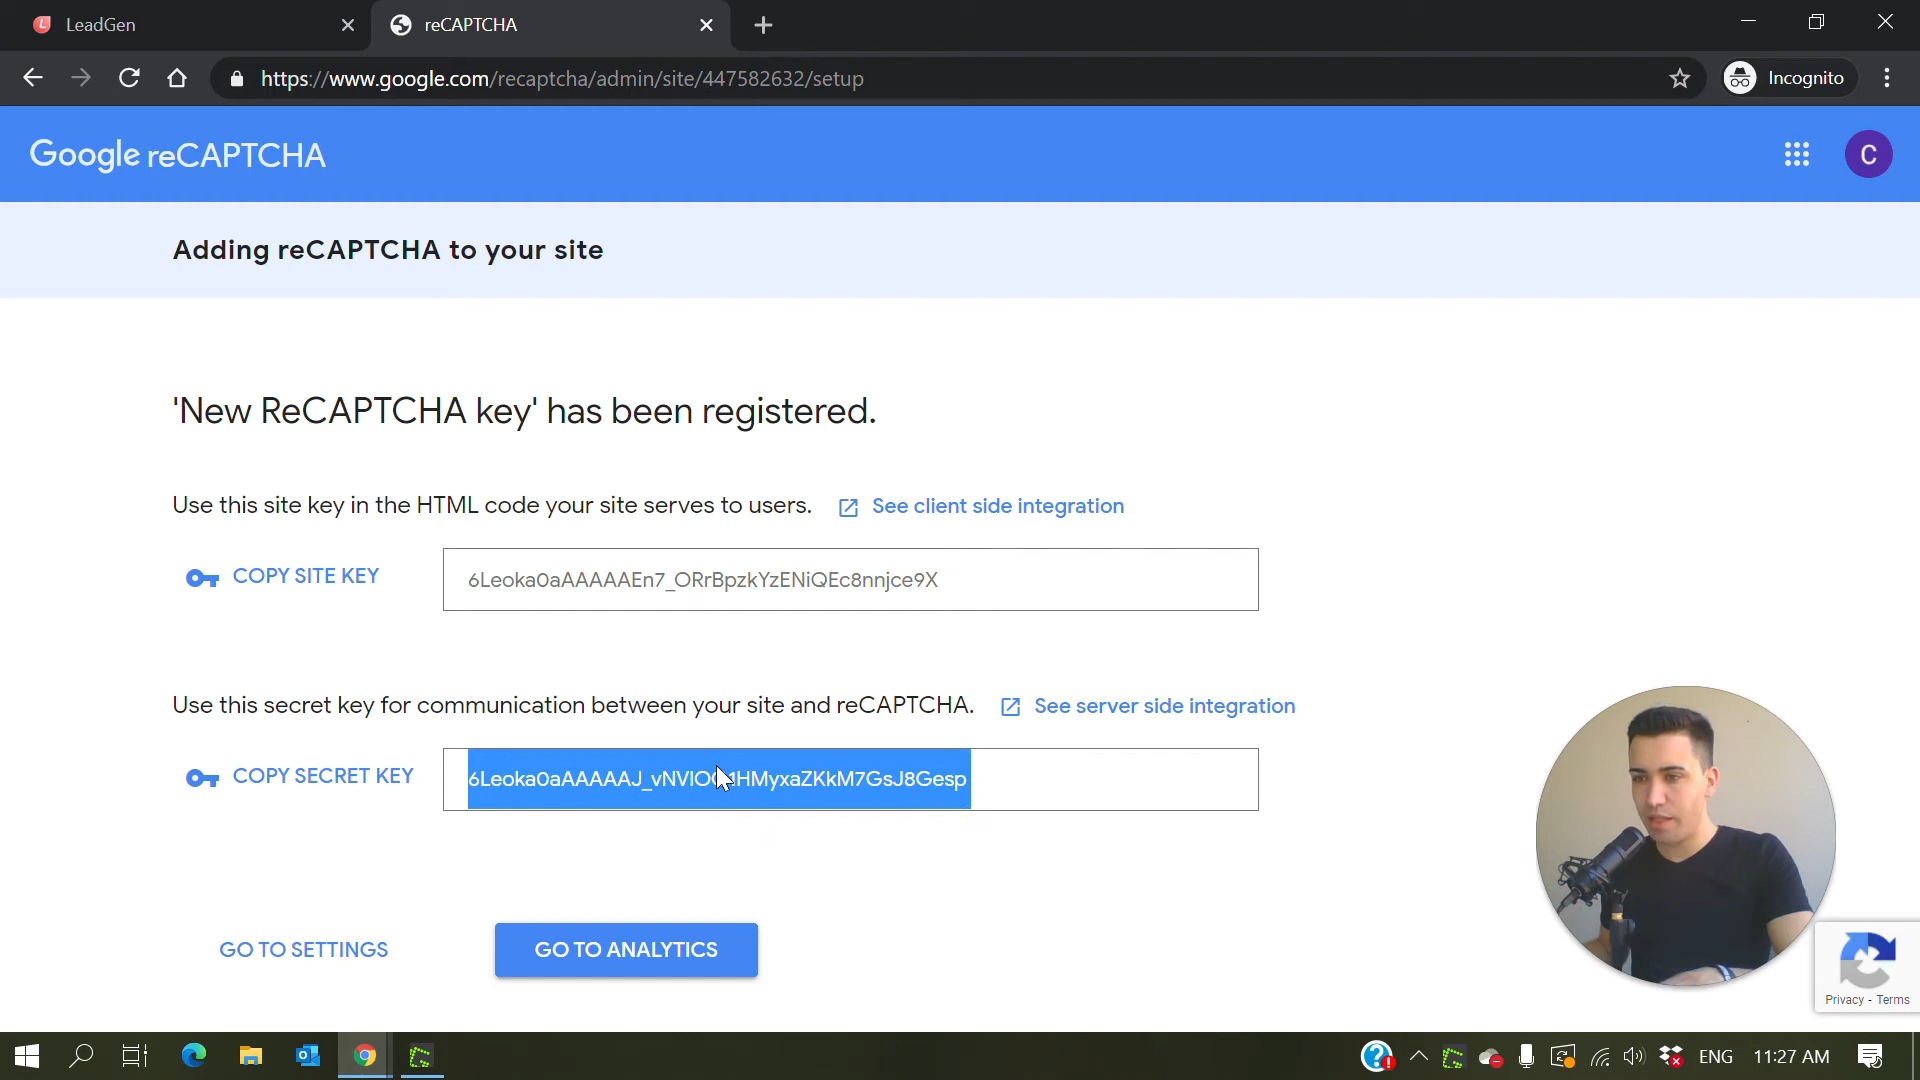 LeadGen
reCAPTCHA
https://www.google.com/recaptcha/admin/site/447582632/setup
Incognito
Google reCAPTCHA
C
Adding reCAPTCHA to your site
'New ReCAPTCHA key' has been registered.
Use this site key in the HTML code your site serves to users.
See client side integration
COPY SITE KEY
6Leoka0aAAAAAEn7_ORrBpzkYzENiQEc8nnjce9X
Use this secret key for communication between your site and reCAPTCHA.
See server side integration
COPY SECRET KEY
GO TO SETTINGS
GO TO ANALYTICS
Privacy - Terms
ENG
11:27 AM